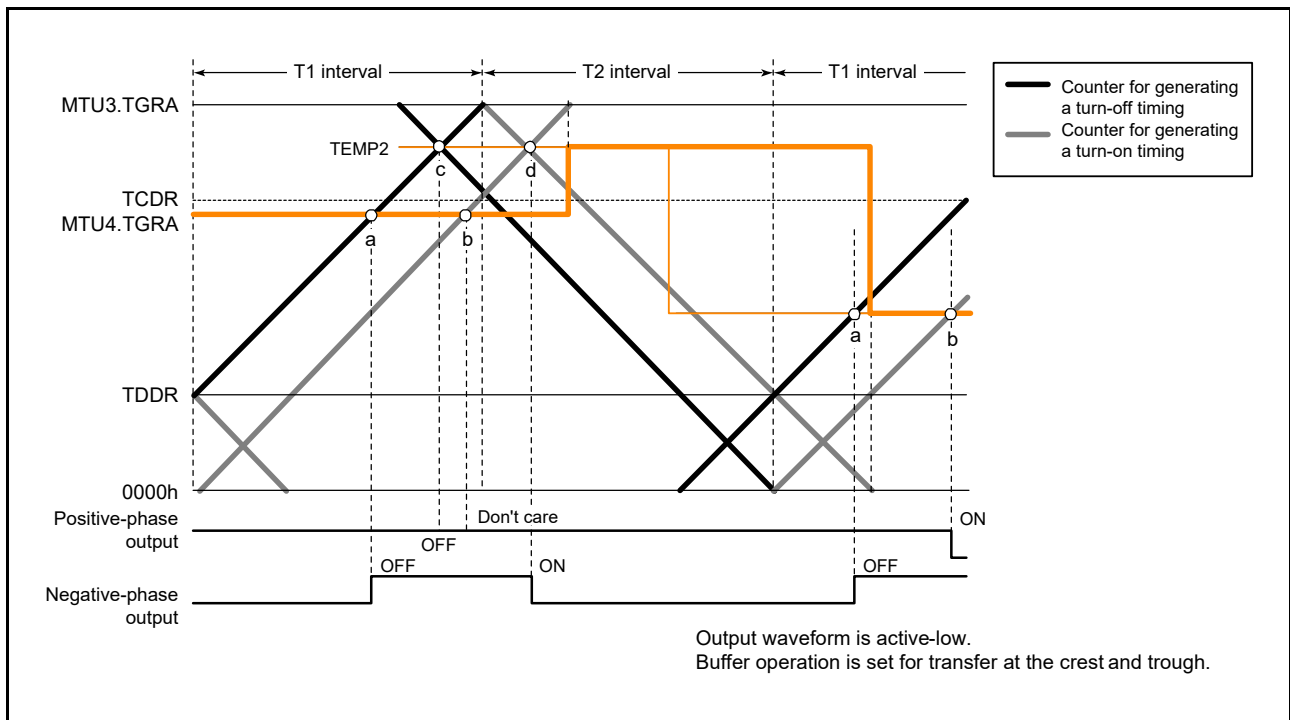 T1 interval
T2 interval
T1 interval
Counter for generating
a turn-off timing
Counter for generating
a turn-on timing
MTU3.TGRA
TEMP2
c
d
TCDR
MTU4.TGRA
a
b
a
b
TDDR
0000h
Positive-phase
output
Don't care
ON
OFF
OFF
ON
OFF
Negative-phase
output
Output waveform is active-low.
Buffer operation is set for transfer at the crest and trough.